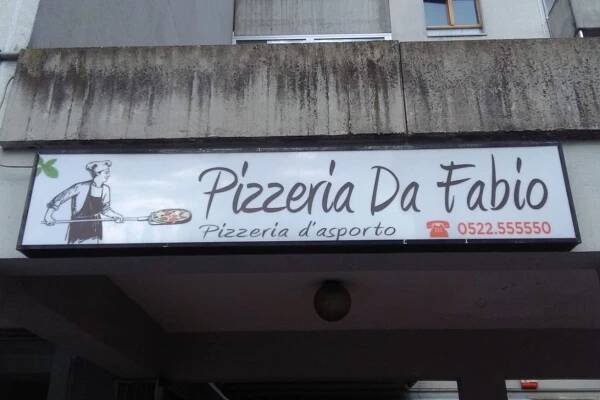 Pizzeria Da Fabio
Pizzeria d'asporto ☎ 0522.555550